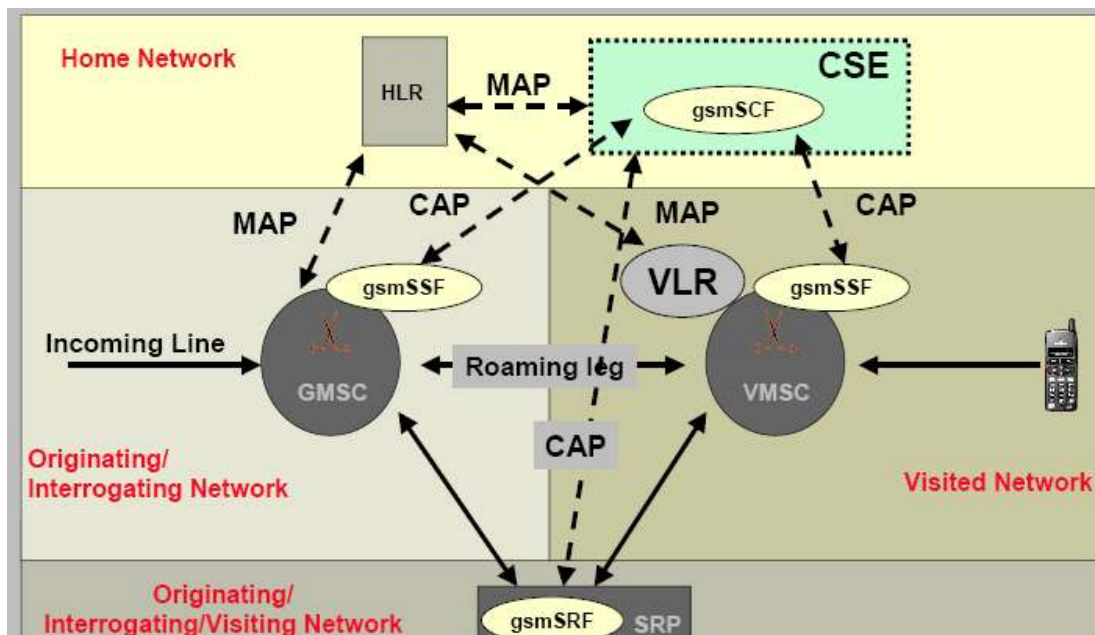 Home Network
HLR
MAP
CSE
gsmSCF
MAP
CAP
MAP
CAP
gsmSSF
VLR
gsmSSF
Incoming Line
GMSC
Roaming leg
VMSC
CAP
Originating/
Interrogating Network
Visited Network
Originating/
Interrogating/Visiting Network
gsmSRF
SRP